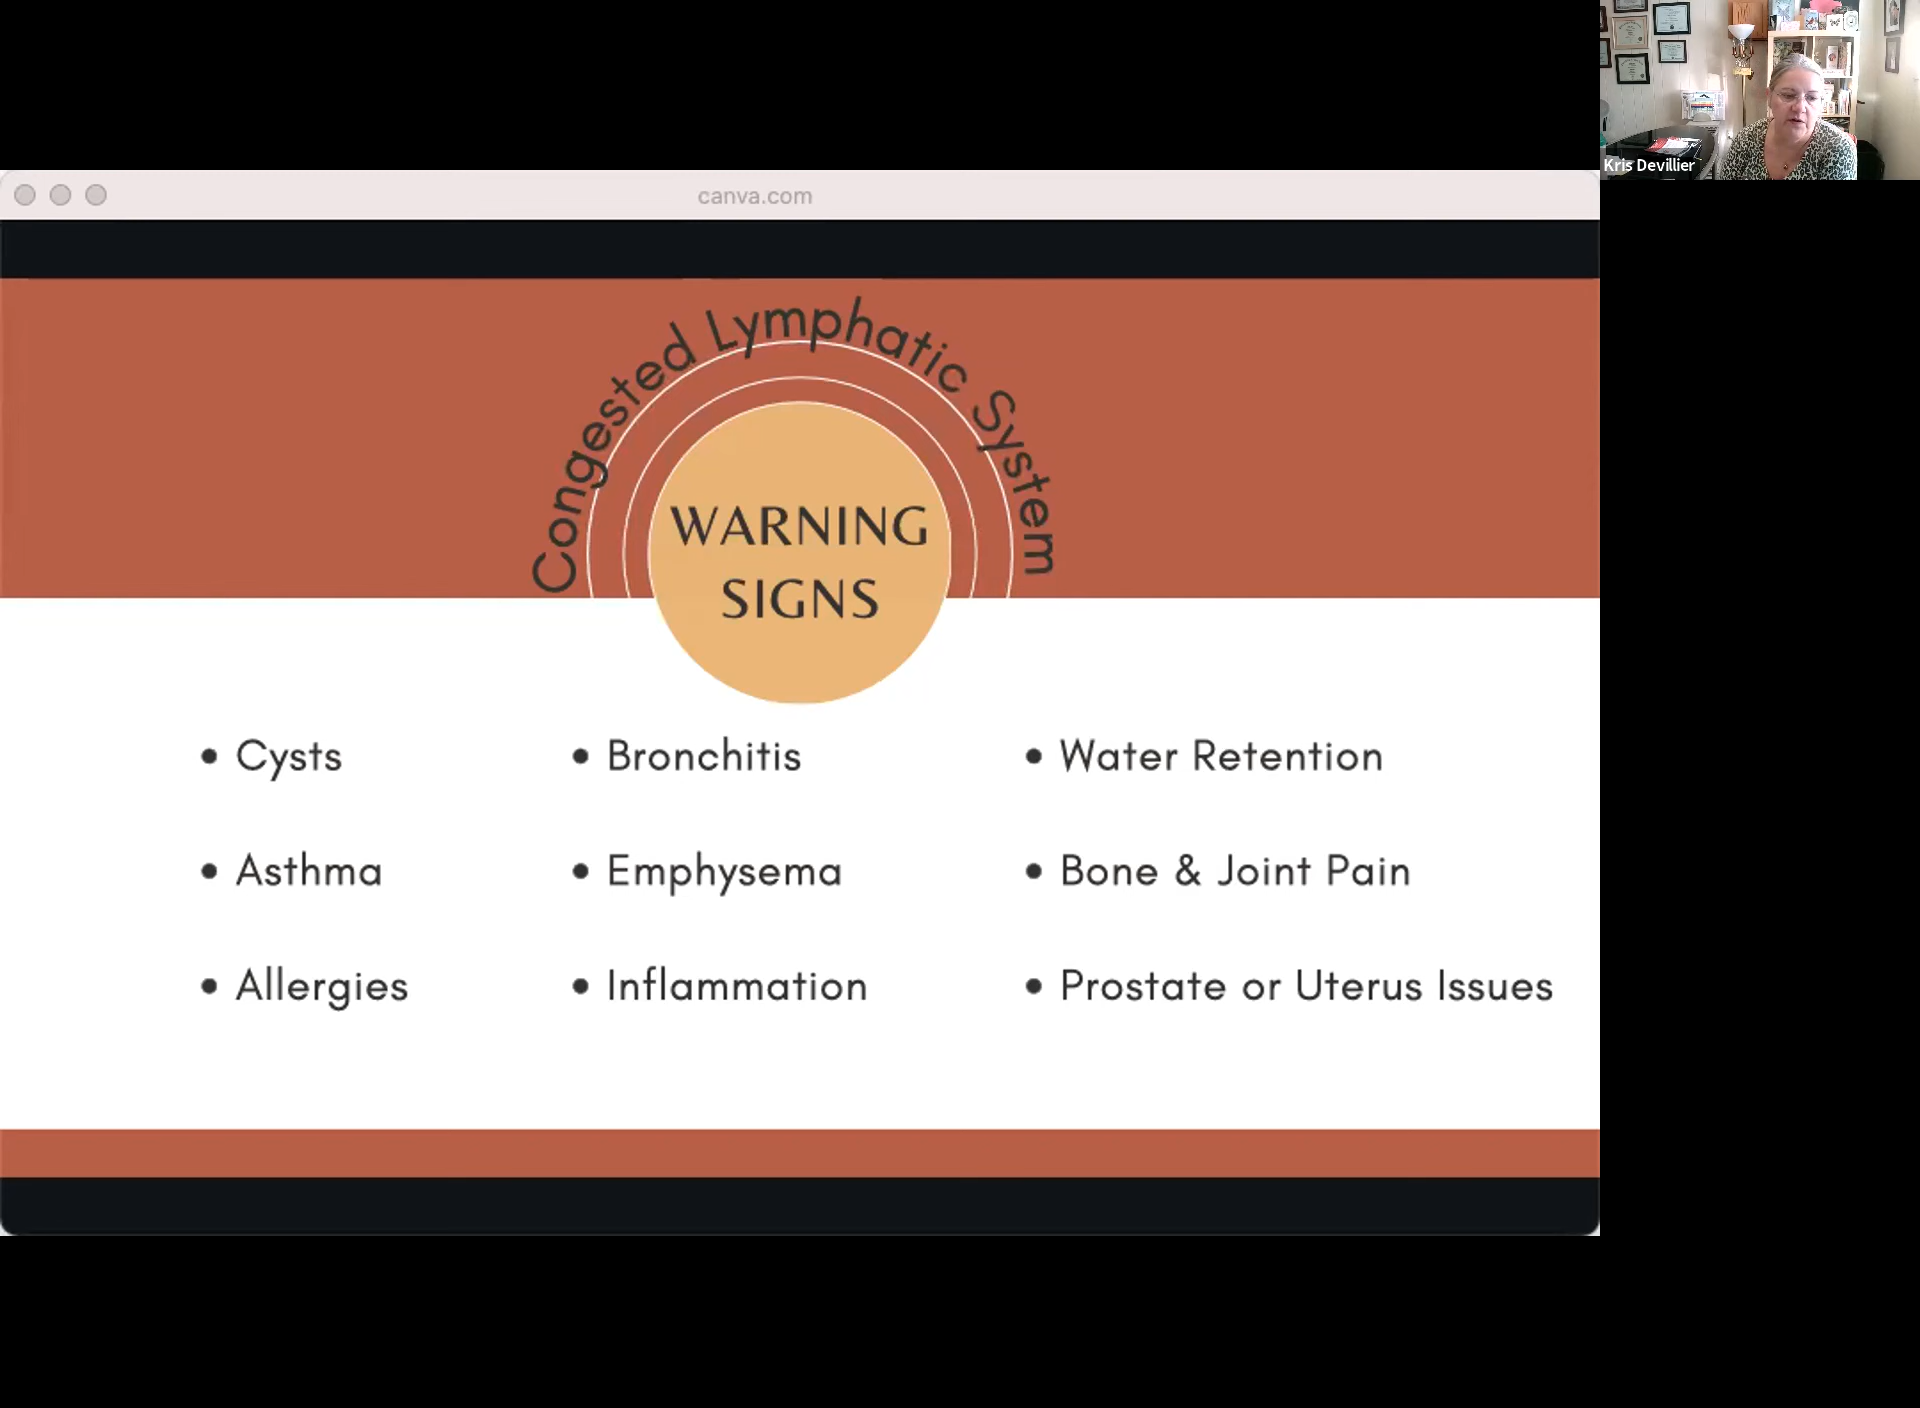 Kris Devillier
canva.com
Congested Lymphatic System
WARNING
SIGNS
• Cysts
• Asthma
• Allergies
• Bronchitis
• Emphysema
• Inflammation
• Water Retention
• Bone & Joint Pain
• Prostate or Uterus Issues